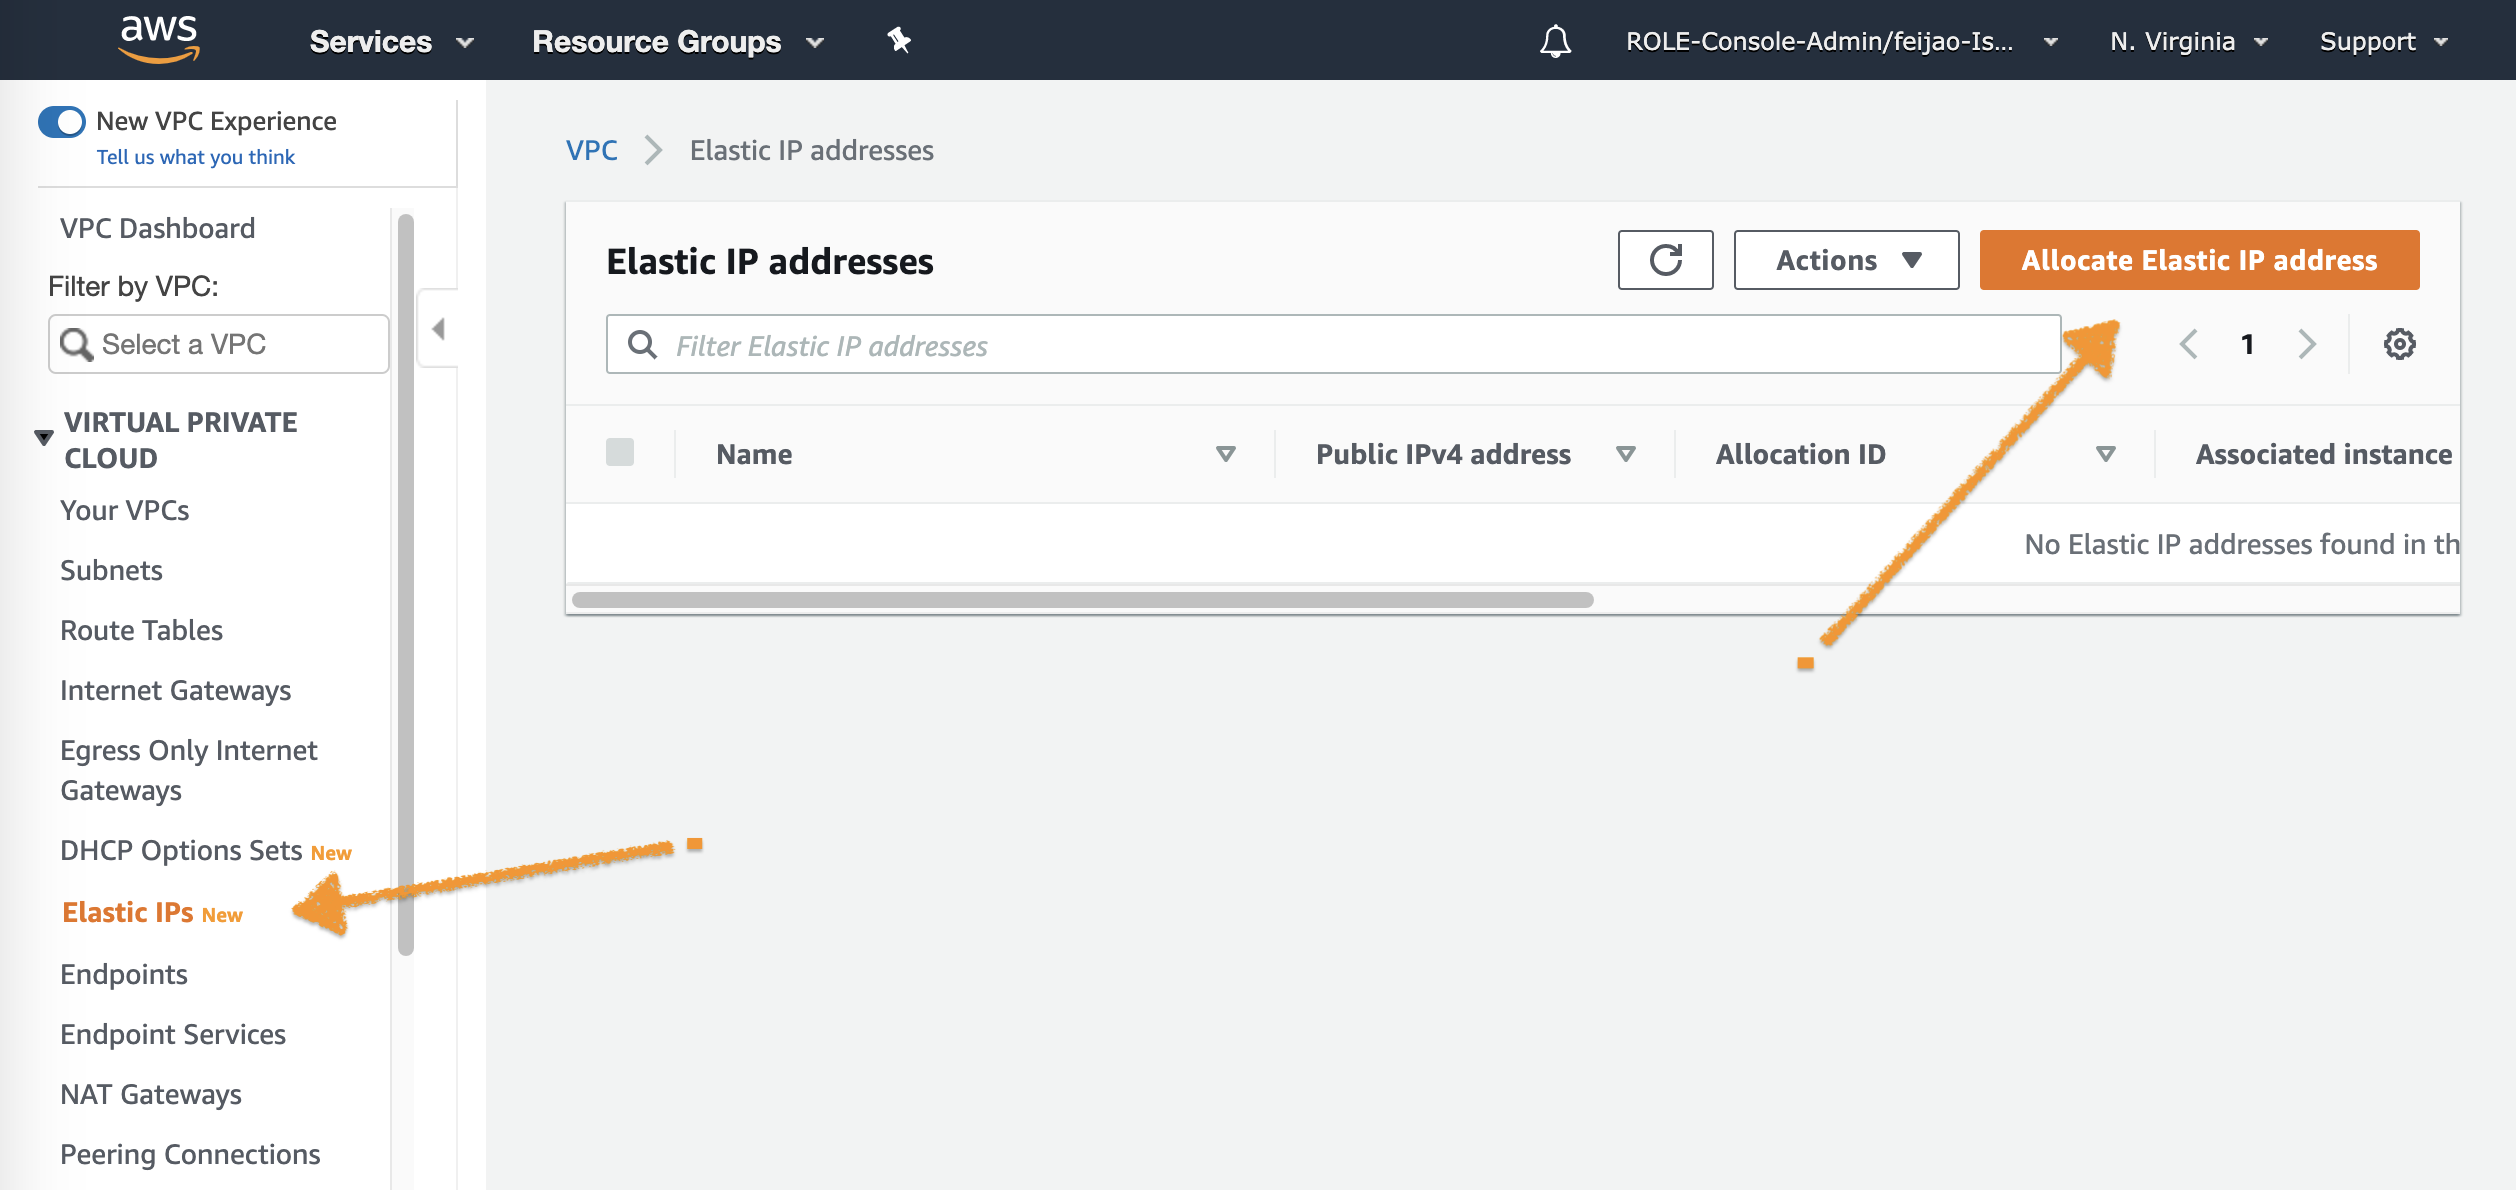 aws Services Resource Groups ROLE-Console-Admin/feijao-Is... N. Virginia Support
New VPC Experience
Tell us what you think
VPC Dashboard
Filter by VPC:
Select a VPC
VIRTUAL PRIVATE
CLOUD
Your VPCs
Subnets
Route Tables
Internet Gateways
Egress Only Internet
Gateways
DHCP Options Sets New
Elastic IPs New
Endpoints
Endpoint Services
NAT Gateways
Peering Connections
VPC Elastic IP addresses
Elastic IP addresses Actions Allocate Elastic IP address
Filter Elastic IP addresses 1
Name Public IPv4 address Allocation ID Associated instance
No Elastic IP addresses found in th